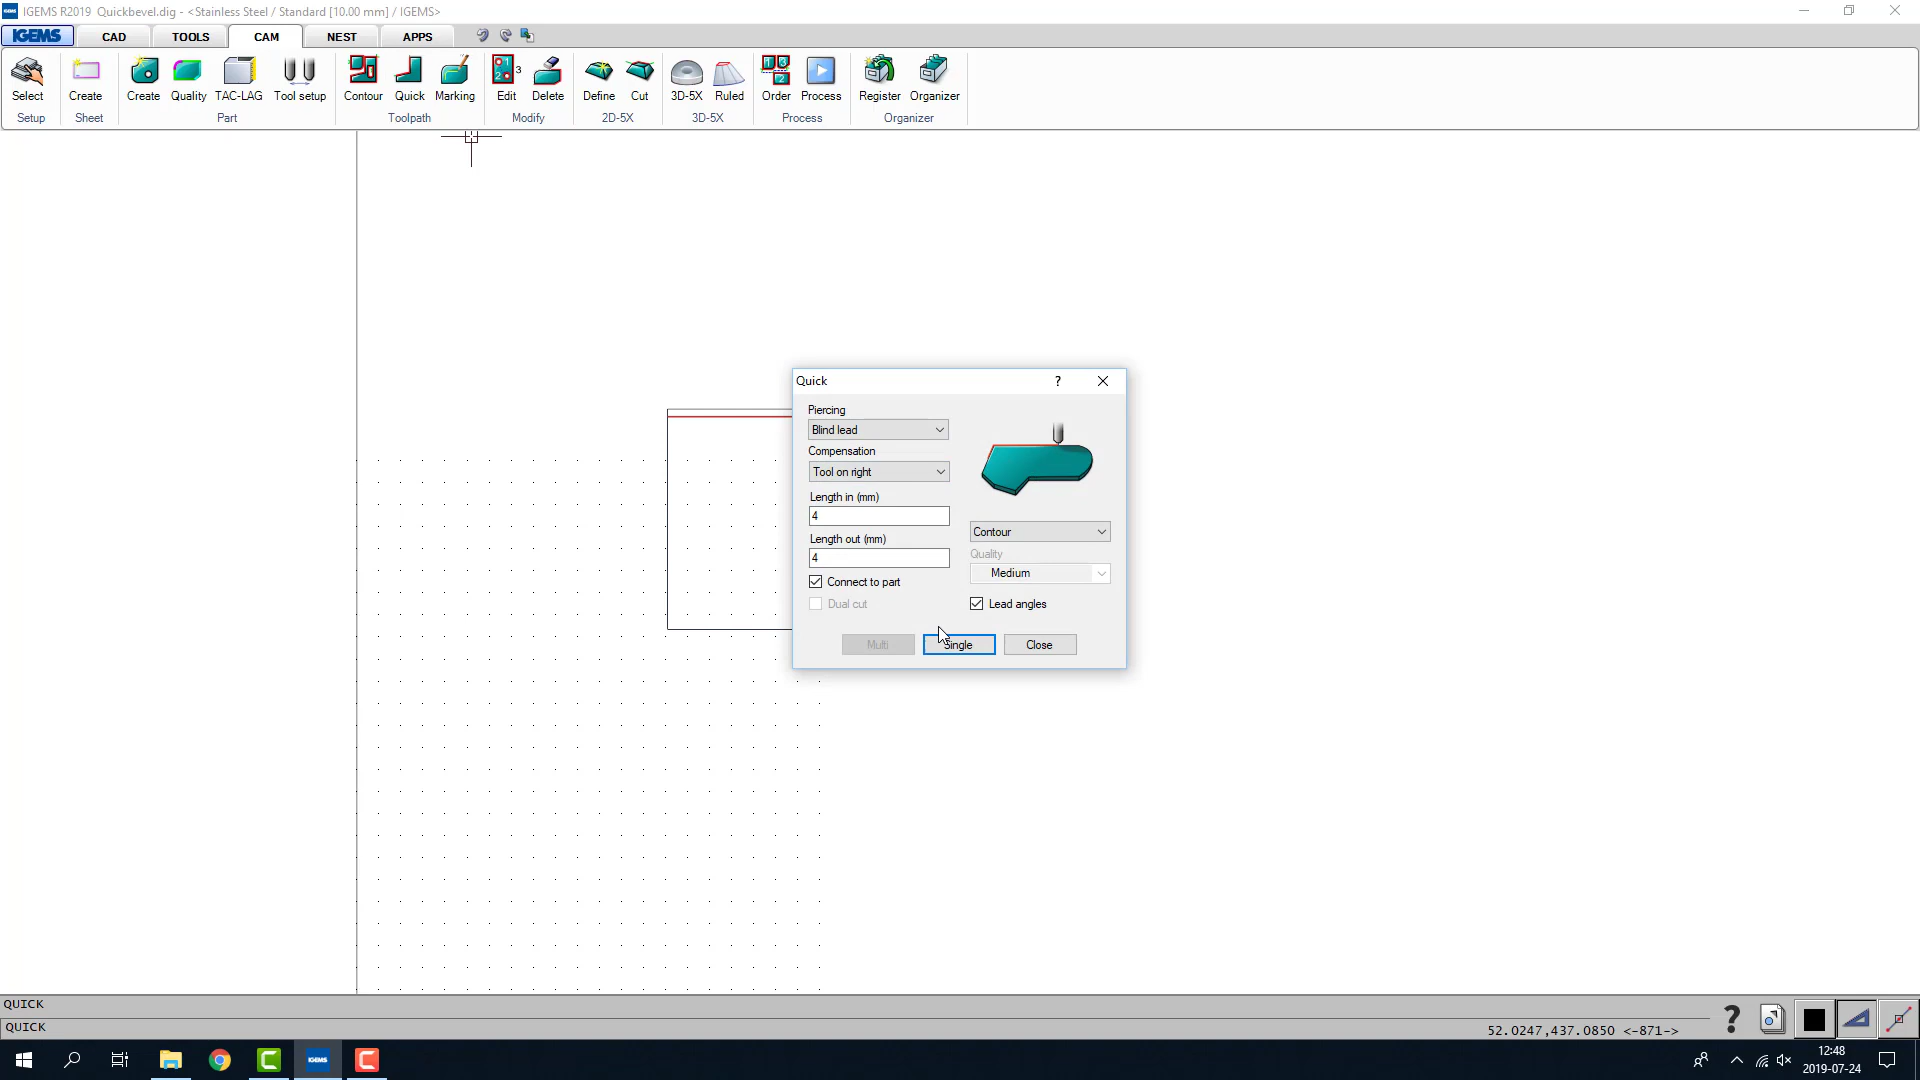 IGEMS R2019 Quickbevel.dig - <Stainless Steel / Standard [10.00 mm] / IGEMS>
IGEMS CAD TOOLS CAM NEST APPS
Select Create Create Quality TAC-LAG Tool setup Contour Quick Marking Edit Delete Define Cut 3D-5X Ruled Order Process Register Organizer
Setup Sheet Part Toolpath Modify 2D-5X 3D-5X Process Organizer
Quick ?
Piercing
Blind lead
Compensation
Tool on right
Length in (mm)
4
Length out (mm)
4
Connect to part
Dual cut
Contour
Quality
Medium
Lead angles
Multi Single Close
QUICK
QUICK
52.0247,437.0850 <-871->
12:48
2019-07-24